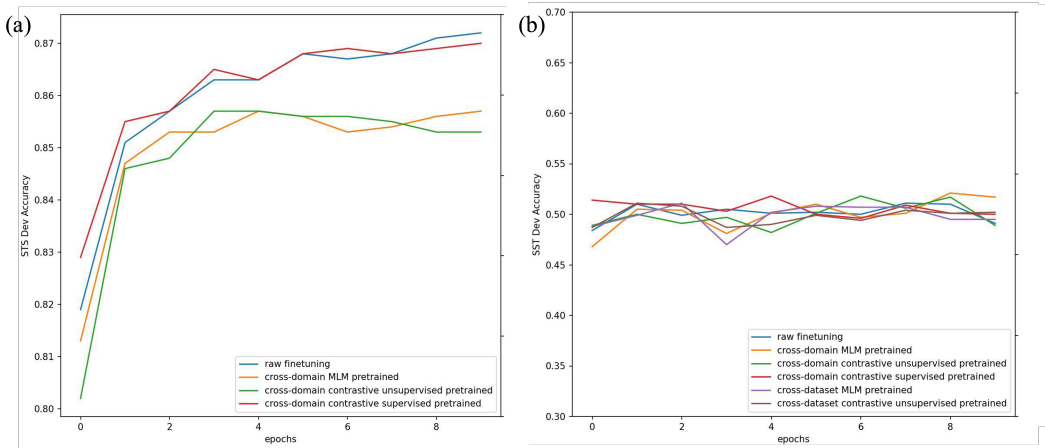 (a)
STS Dev Accuracy
0.87
0.86
0.85
0.84
0.83
0.82
0.81
0.80
0
2
4
6
8
epochs
raw finetuning
cross-domain MLM pretrained
cross-domain contrastive unsupervised pretrained
cross-domain contrastive supervised pretrained
(b)
SST Dev Accuracy
0.70
0.65
0.60
0.55
0.50
0.45
0.40
0.35
0.30
0
2
4
6
8
epochs
raw finetuning
cross-domain MLM pretrained
cross-domain contrastive unsupervised pretrained
cross-domain contrastive supervised pretrained
cross-dataset MLM pretrained
cross-dataset contrastive unsupervised pretrained